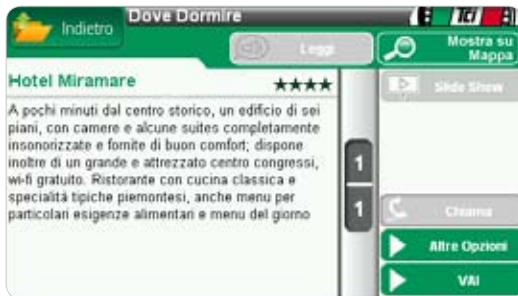 Dove Dormire
Indietro
TCI
Leggi
Mostra su
Mappa
Hotel Miramare
★★★★
Slide Show
A pochi minuti dal centro storico, un edificio di sei
piani, con camere e alcune suites completamente
insonorizzate e fornite di buon comfort; dispone
inoltre di un grande e attrezzato centro congressi,
wi-fi gratuito. Ristorante con cucina classica e
specialità tipiche piemontesi, anche menu per
particolari esigenze alimentari e menu del giorno
1
1
Chiama
Altre Opzioni
VAI